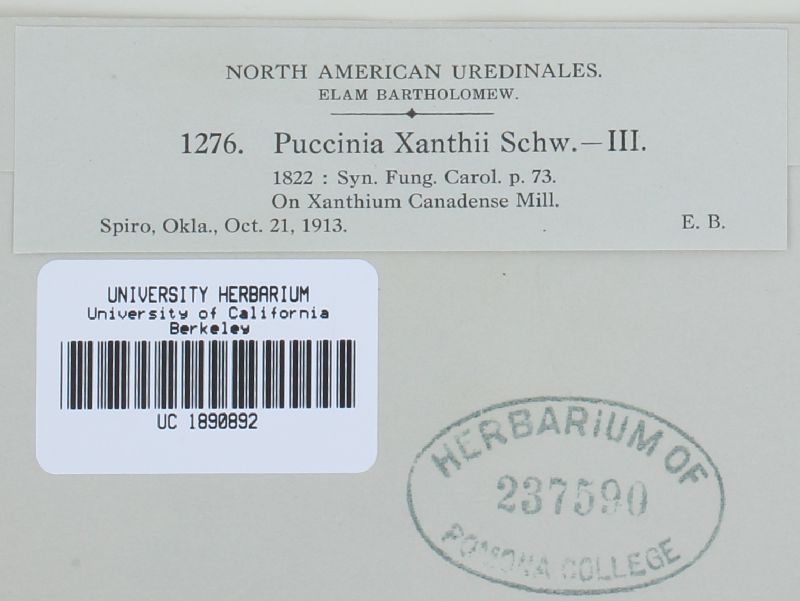 NORTH AMERICAN UREDINALES.
ELAM BARTHOLOMEW.
1276. Puccinia Xanthii Schw.—III.
1822 : Syn. Fung. Carol. p. 73.
On Xanthium Canadense Mill.
Spiro, Okla., Oct. 21, 1913. E. B.
UNIVERSITY HERBARIUM
University of California
Berkeley
UC 1890892
HERBARiUM OF
237590
POMONA COLLEGE